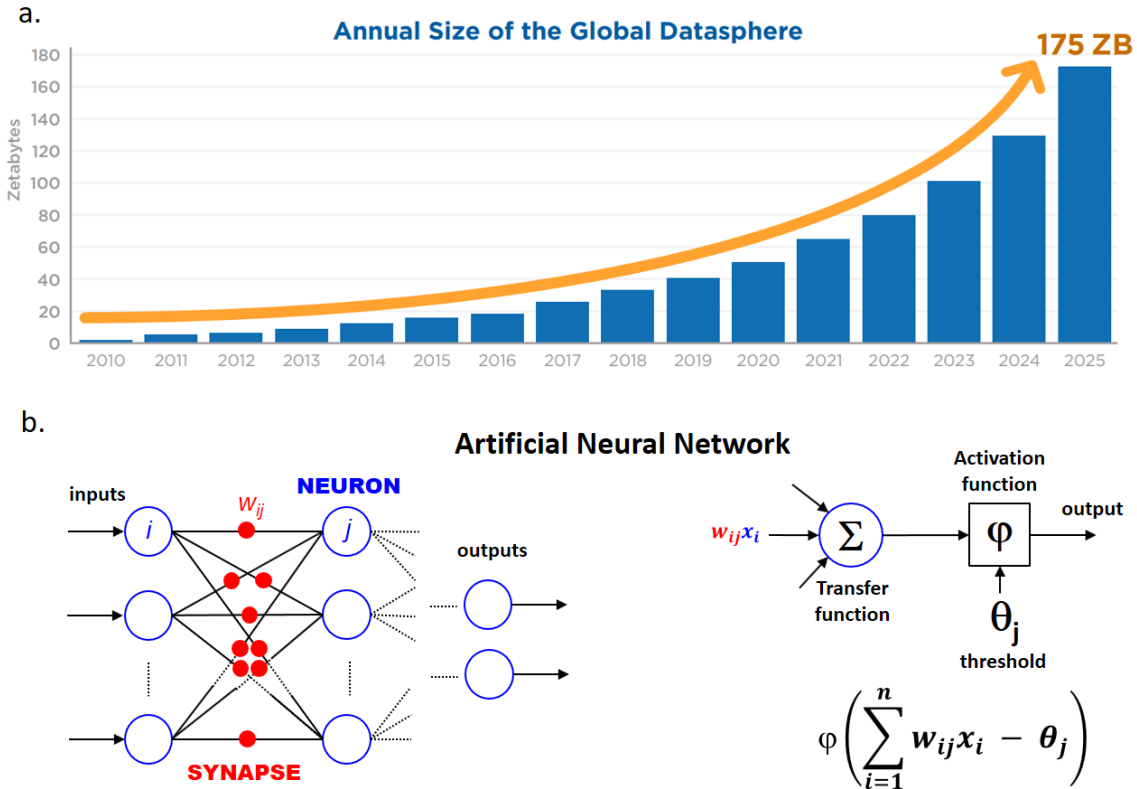 a.
Annual Size of the Global Datasphere
175 ZB
Zetabytes
180
160
140
120
100
80
60
40
20
0
2010 2011 2012 2013 2014 2015 2016 2017 2018 2019 2020 2021 2022 2023 2024 2025
b.
Artificial Neural Network
inputs
NEURON
W_ij
i
j
outputs
SYNAPSE
w_ij x_i
Σ
Transfer
function
Activation
function
φ
output
θ_j
threshold
φ(∑_{i=1}^{n} w_ij x_i − θ_j)